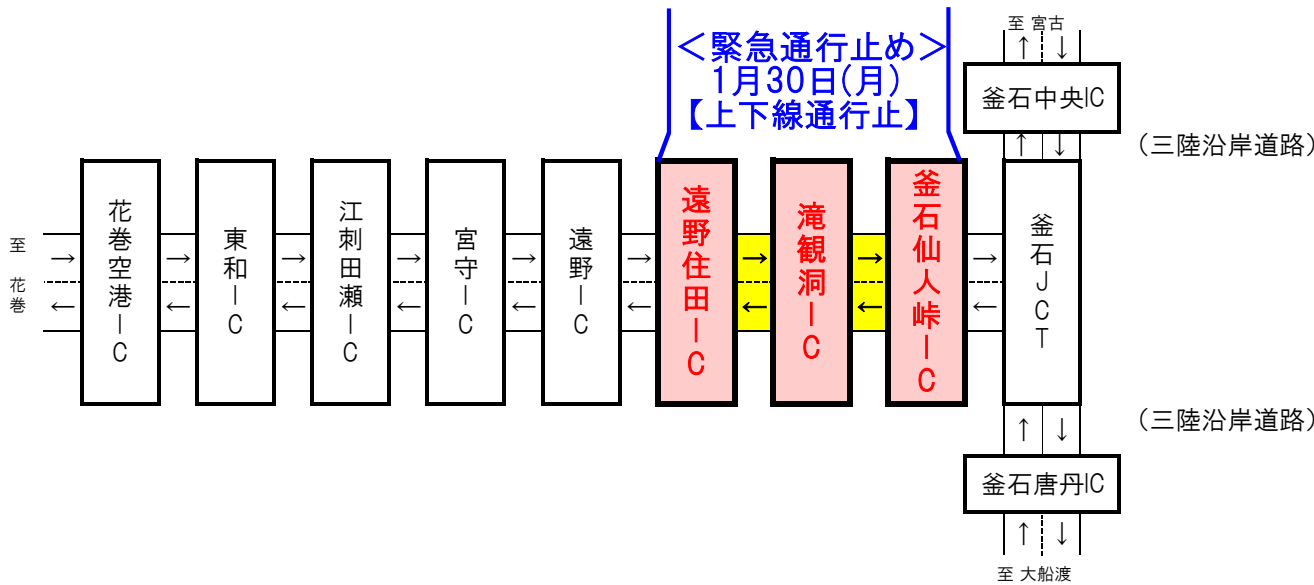 至 宮古
↑ ↓
＜緊急通行止め＞
1月30日(月)
【上下線通行止】
釜石中央IC
↑ ↓
(三陸沿岸道路)
至 花巻
→
←
花巻空港IC
→
←
東和IC
→
←
江刺田瀬IC
→
←
宮守IC
→
←
遠野IC
→
←
遠野住田IC
→
←
滝観洞IC
→
←
釜石仙人峠IC
→
←
釜石JCT
(三陸沿岸道路)
↑ ↓
釜石唐丹IC
↑ ↓
至 大船渡